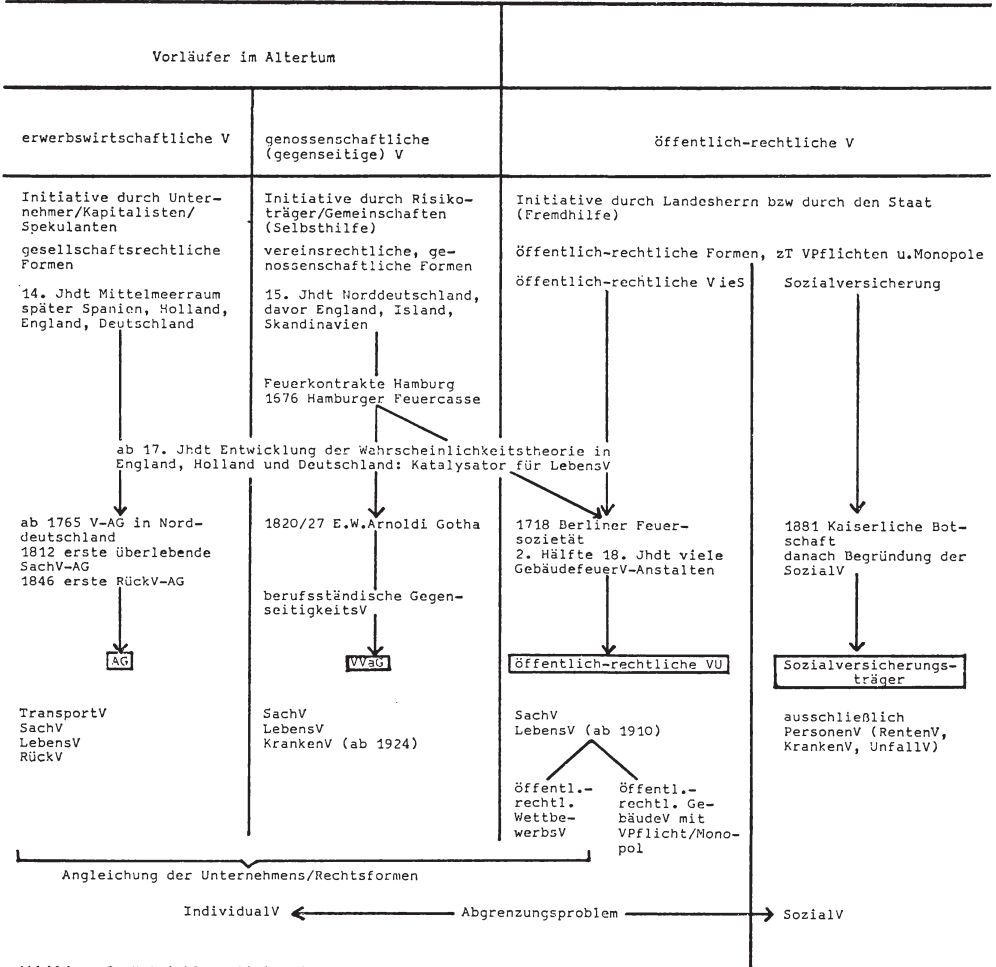 Vorläufer im Altertum
erwerbswirtschaftliche V
genossenschaftliche
(gegenseitige) V
öffentlich-rechtliche V
Initiative durch Unter-
nehmer/Kapitalisten/
Spekulanten
gesellschaftsrechtliche
Formen
14. Jhdt Mittelmeerraum
später Spanien, Holland,
England, Deutschland
Initiative durch Risiko-
träger/Gemeinschaften
(Selbsthilfe)
vereinsrechtliche, ge-
nossenschaftliche Formen
15. Jhdt Norddeutschland,
davor England, Island,
Skandinavien
Feuerkontrakte Hamburg
1676 Hamburger Feuercasse
Initiative durch Landesherrn bzw durch den Staat
(Fremdhilfe)
öffentlich-rechtliche Formen, zT VPflichten u.Monopole
öffentlich-rechtliche V ieS
Sozialversicherung
ab 17. Jhdt Entwicklung der Wahrscheinlichkeitstheorie in
England, Holland und Deutschland: Katalysator für LebensV
ab 1765 V-AG in Nord-
deutschland
1812 erste überlebende
SachV-AG
1846 erste RückV-AG
1820/27 E.W.Arnoldi Gotha
berufsständische Gegen-
seitigkeitsV
1718 Berliner Feuer-
sozietät
2. Hälfte 18. Jhdt viele
GebäudefeuerV-Anstalten
1881 Kaiserliche Bot-
schaft
danach Begründung der
SozialV
AG
VVaG
öffentlich-rechtliche VU
Sozialversicherungs-
träger
TransportV
SachV
LebensV
RückV
SachV
LebensV
KrankenV (ab 1924)
SachV
LebensV (ab 1910)
öffentl.-
rechtl.
Wettbe-
werbsV
öffentl.-
rechtl. Ge-
bäudeV mit
VPflicht/Mono-
pol
ausschließlich
PersonenV (RentenV,
KrankenV, UnfallV)
Angleichung der Unternehmens/Rechtsformen
IndividualV
Abgrenzungsproblem
SozialV